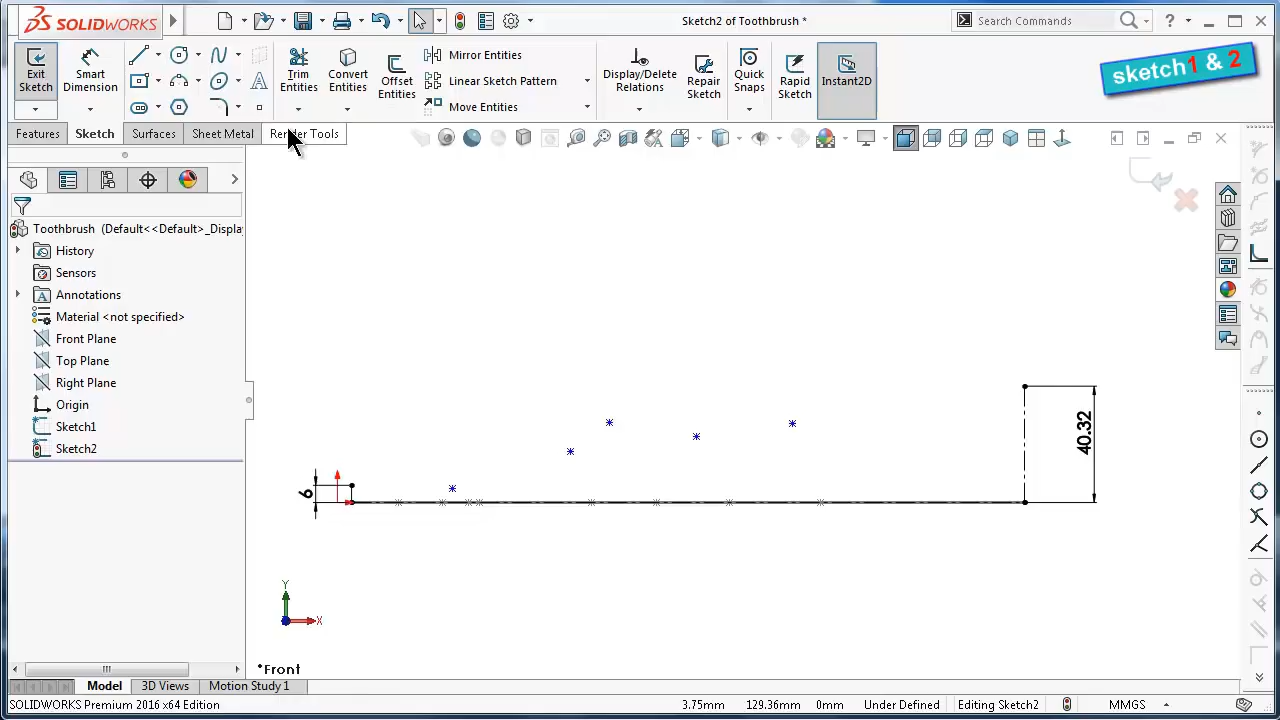 SOLIDWORKS
Sketch2 of Toothbrush *
Search Commands
?
Exit Sketch
Smart Dimension
Trim Entities
Convert Entities
Offset Entities
Mirror Entities
Linear Sketch Pattern
Move Entities
Display/Delete Relations
Repair Sketch
Quick Snaps
Rapid Sketch
Instant2D
sketch1 & 2
Features
Sketch
Surfaces
Sheet Metal
Render Tools
Toothbrush (Default<<Default>_Displa
History
Sensors
Annotations
Material <not specified>
Front Plane
Top Plane
Right Plane
Origin
Sketch1
Sketch2
40.32
6
Y
X
*Front
Model
3D Views
Motion Study 1
SOLIDWORKS Premium 2016 x64 Edition
3.75mm
129.36mm
0mm
Under Defined
Editing Sketch2
MMGS